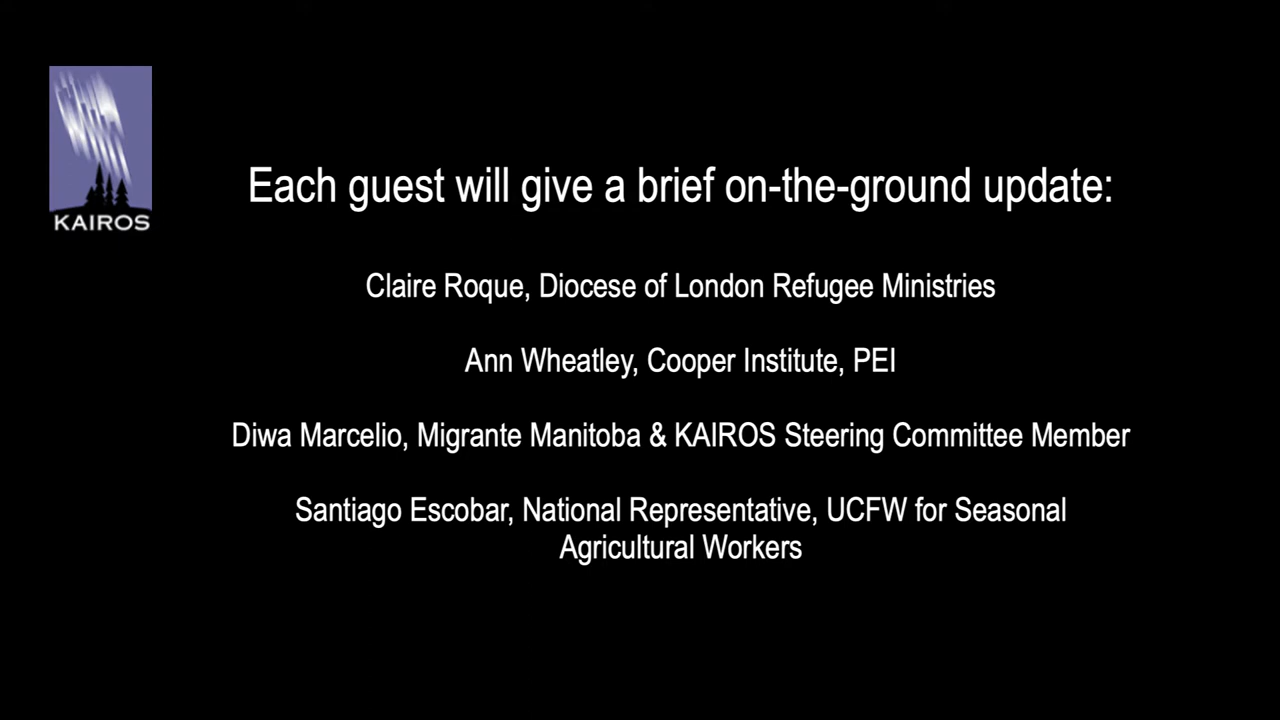 KAIROS
Each guest will give a brief on-the-ground update:
Claire Roque, Diocese of London Refugee Ministries
Ann Wheatley, Cooper Institute, PEI
Diwa Marcelio, Migrante Manitoba & KAIROS Steering Committee Member
Santiago Escobar, National Representative, UCFW for Seasonal
Agricultural Workers